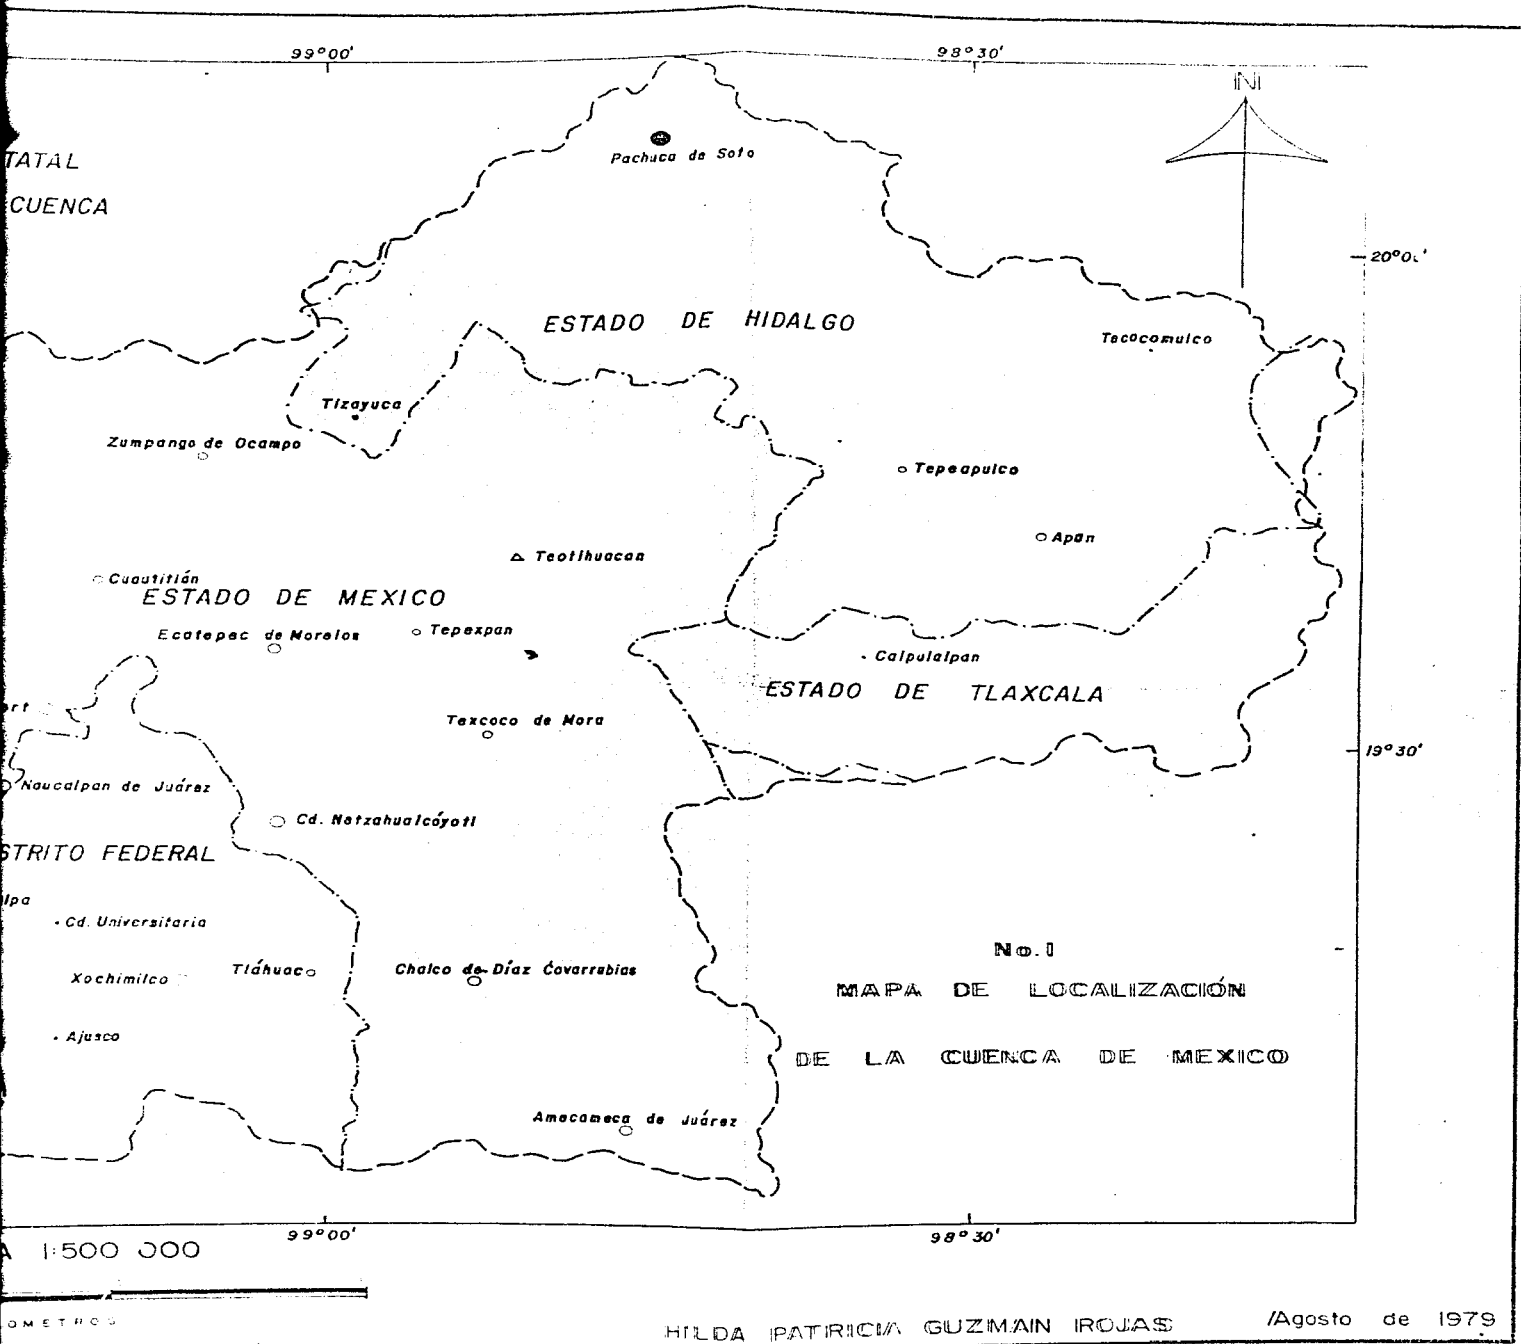 99°00' 98°30'
N
TATAL
CUENCA
Pachuca de Soto
20°0
ESTADO DE HIDALGO
Tecocomulco
Tizayuca
Zumpango de Ocampo
Tepeapulco
Apan
Teotihuacan
Cuautitlán
ESTADO DE MEXICO
Ecatepec de Morelos
Tepexpan
Calpulalpan
ESTADO DE TLAXCALA
ort
Texcoco de Mora
19°30'
Naucalpan de Juárez
Cd. Netzahualcóyotl
STRITO FEDERAL
lpa
Cd. Universitaria
No. 1
Xochimilco
Tláhuac
Chalco de Díaz Covarrubias
MAPA DE LOCALIZACIÓN
Ajusco
DE LA CUENCA DE MEXICO
Amecameca de Juárez
99°00' 98°30'
A 1:500 000
OMETROS
HILDA PATRICIA GUZMAN ROJAS /Agosto de 1979